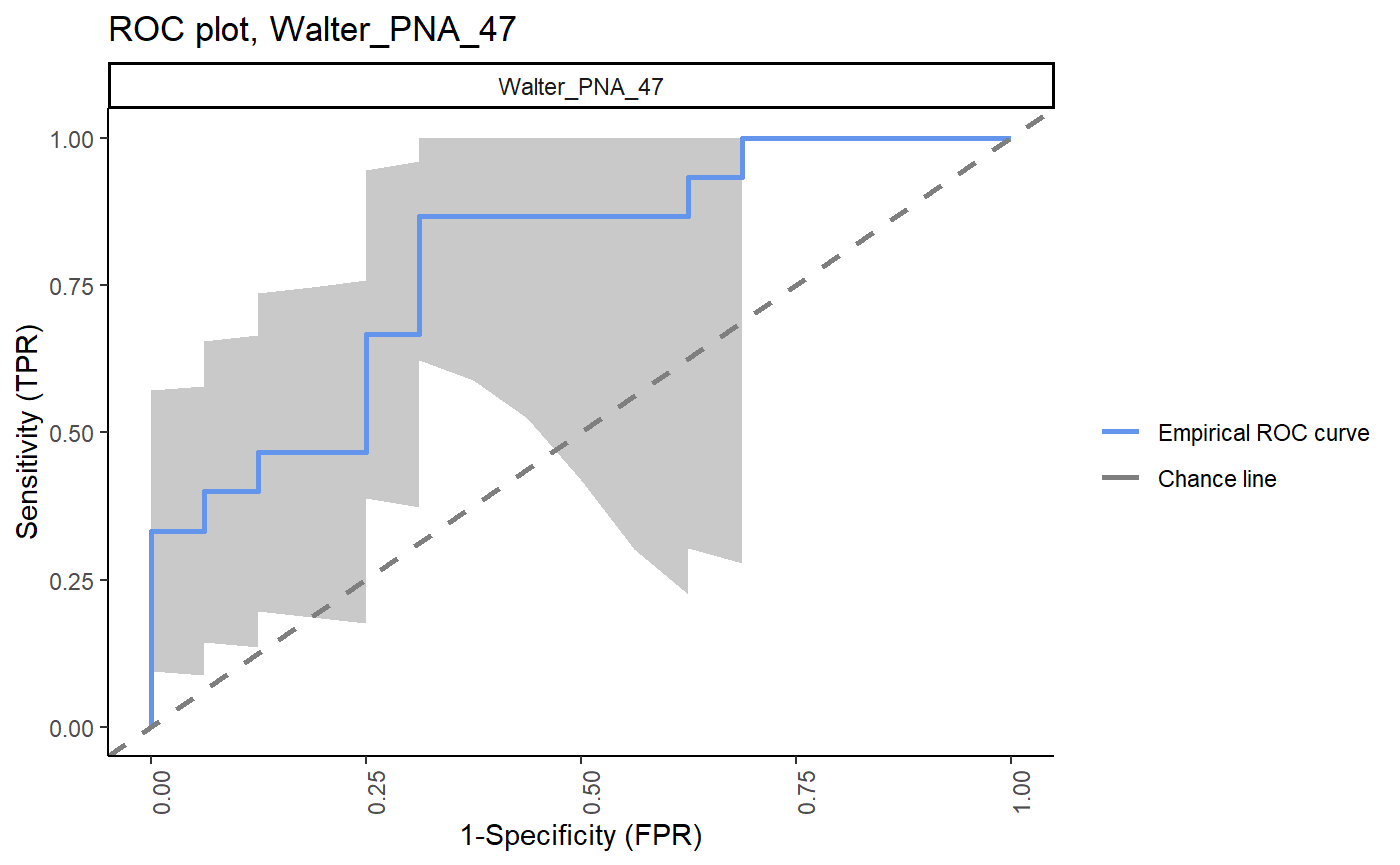 ROC plot, Walter_PNA_47
Walter_PNA_47
1.00
0.75
0.50
0.25
0.00
Sensitivity (TPR)
0.00
0.25
0.50
0.75
1.00
1-Specificity (FPR)
Empirical ROC curve
Chance line